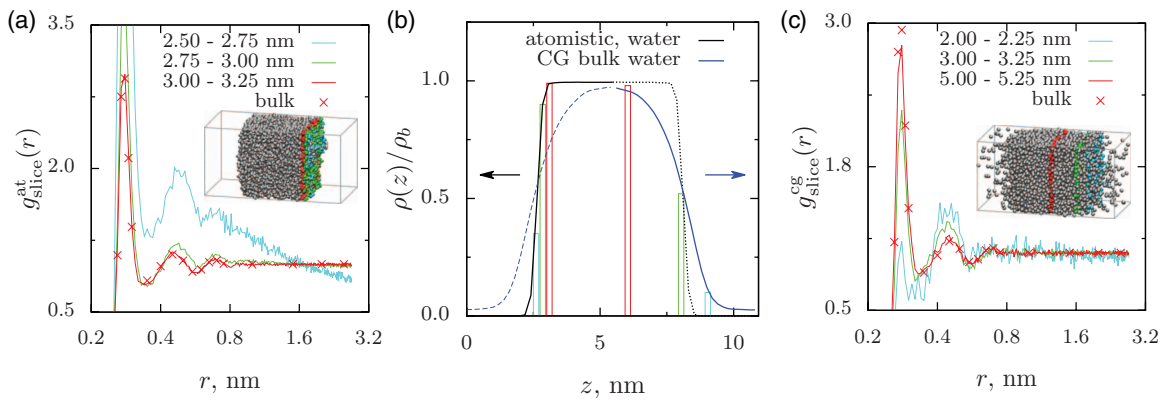 (a)
3.5
2.0
0.5
g^at_slice(r)
2.50 - 2.75 nm
2.75 - 3.00 nm
3.00 - 3.25 nm
bulk
0.2 0.4 0.8 1.6 3.2
r, nm
(b)
1.0
0.5
0.0
ρ(z)/ρ_b
atomistic, water
CG bulk water
0 5 10
z, nm
(c)
3.0
1.8
0.5
g^cg_slice(r)
2.00 - 2.25 nm
3.00 - 3.25 nm
5.00 - 5.25 nm
bulk
0.2 0.4 0.8 1.6 3.2
r, nm